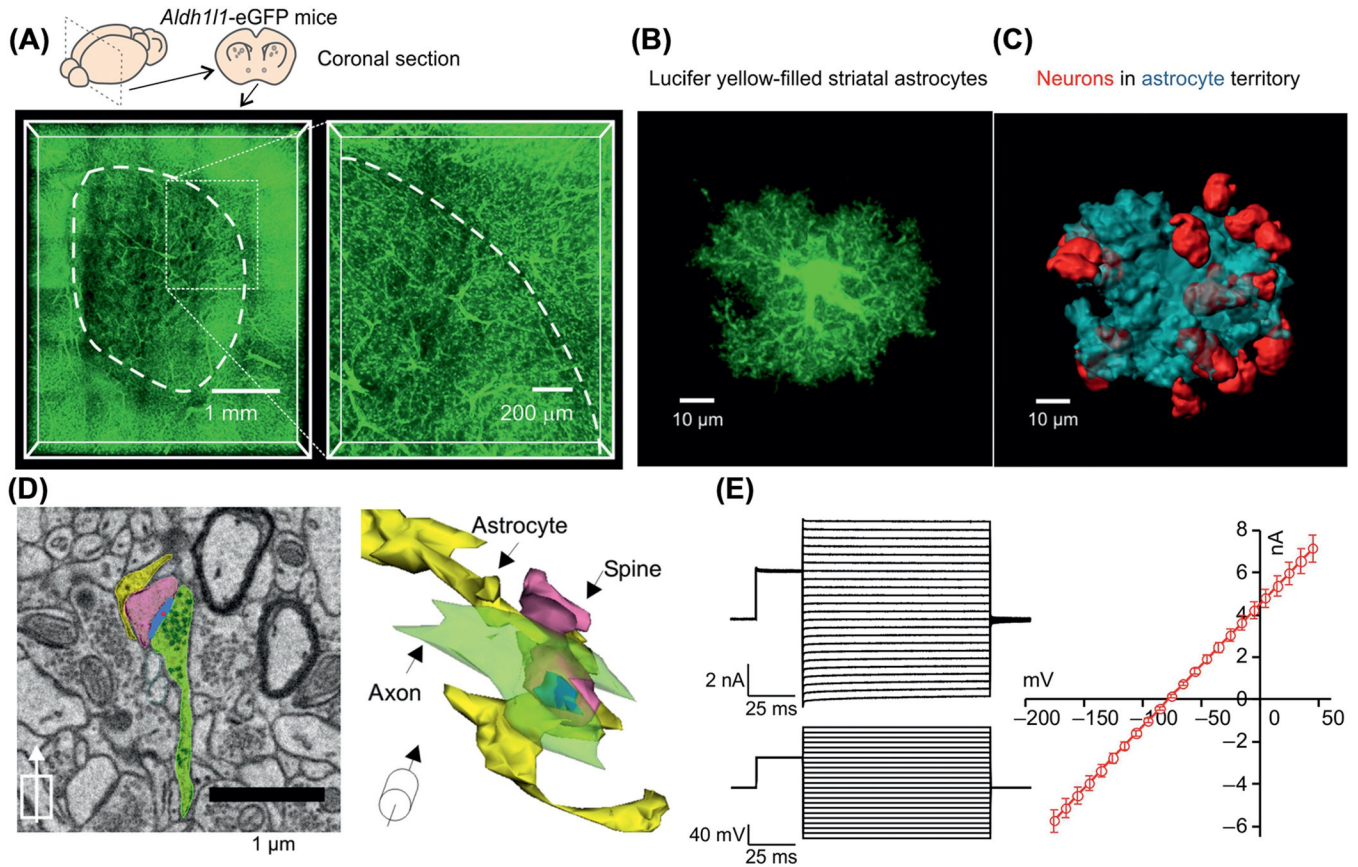 Aldh1l1-eGFP mice
(A)
Coronal section
1 mm
200 µm
(B)
Lucifer yellow-filled striatal astrocytes
10 µm
(C)
Neurons in astrocyte territory
10 µm
(D)
1 µm
Astrocyte
Spine
Axon
(E)
2 nA
25 ms
40 mV
25 ms
nA
8
6
4
2
0
−2
−4
−6
mV
−200
−150
−100
−50
0
50